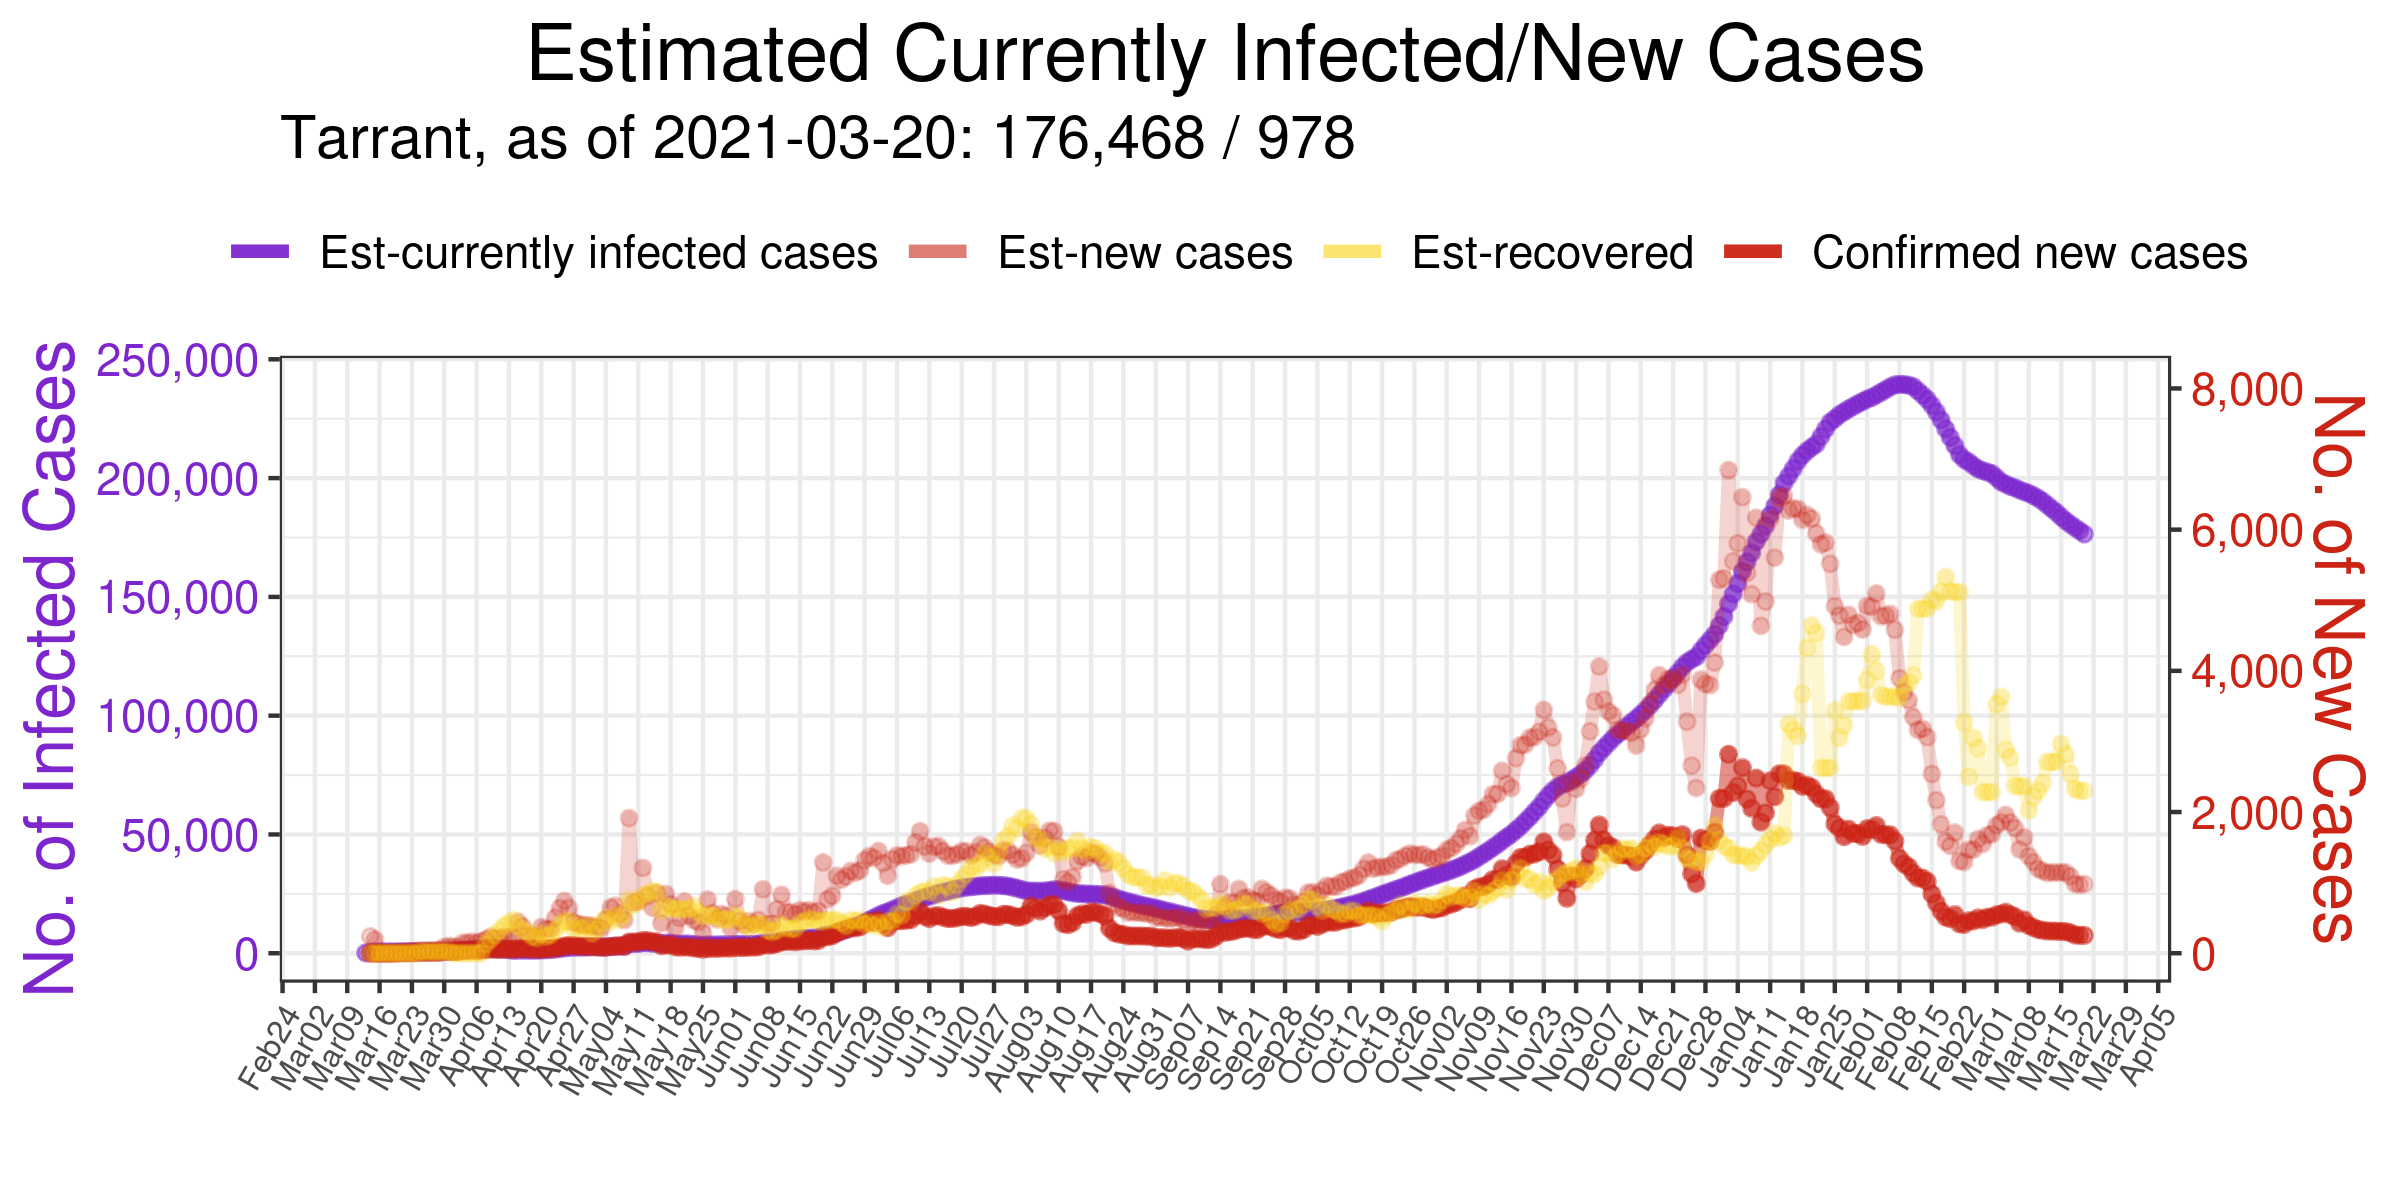 Estimated Currently Infected/New Cases
Tarrant, as of 2021-03-20: 176,468 / 978
Est-currently infected cases Est-new cases Est-recovered Confirmed new cases
No. of Infected Cases
250,000
200,000
150,000
100,000
50,000
0
8,000
6,000
4,000
2,000
0
No. of New Cases
Feb24 Mar02 Mar09 Mar16 Mar23 Mar30 Apr06 Apr13 Apr20 Apr27 May04 May11 May18 May25 Jun01 Jun08 Jun15 Jun22 Jun29 Jul06 Jul13 Jul20 Jul27 Aug03 Aug10 Aug17 Aug24 Aug31 Sep07 Sep14 Sep21 Sep28 Oct05 Oct12 Oct19 Oct26 Nov02 Nov09 Nov16 Nov23 Nov30 Dec07 Dec14 Dec21 Dec28 Jan04 Jan11 Jan18 Jan25 Feb01 Feb08 Feb15 Feb22 Mar01 Mar08 Mar15 Mar22 Mar29 Apr05